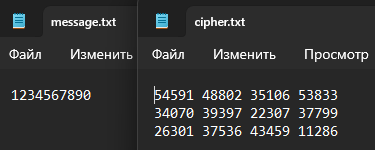 message.txt
Файл Изменить
1234567890
cipher.txt
Файл Изменить Просмотр
54591 48802 35106 53833
34070 39397 22307 37799
26301 37536 43459 11286